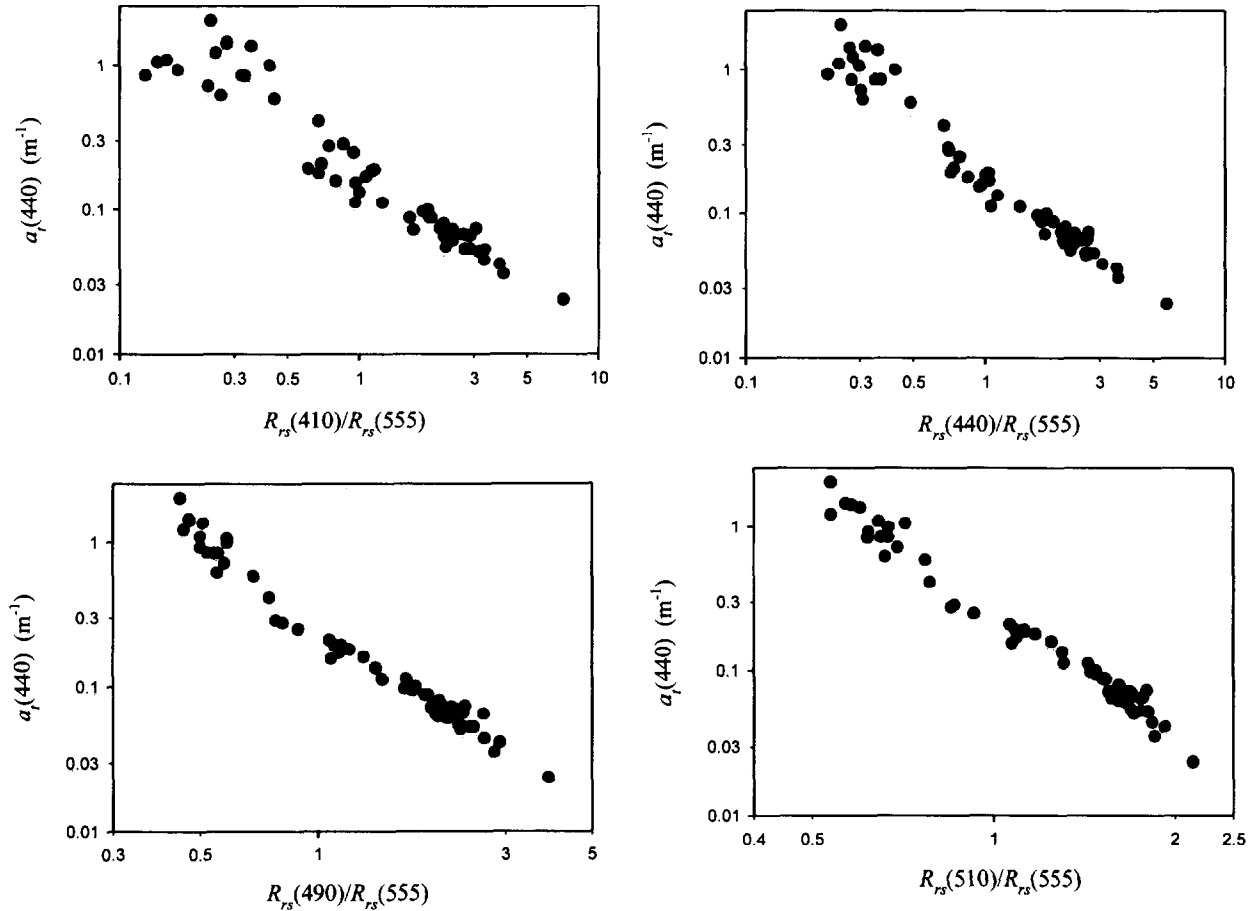 1
0.3
0.1
0.03
0.01
a_t(440) (m⁻¹)
0.1 0.3 0.5 1 3 10
R_rs(410)/R_rs(555)
1
0.3
0.1
0.03
0.01
a_t(440) (m⁻¹)
0.1 0.3 0.5 1 3 10
R_rs(440)/R_rs(555)
1
0.3
0.1
0.03
0.01
a_t(440) (m⁻¹)
0.3 0.5 1 3 5
R_rs(490)/R_rs(555)
1
0.3
0.1
0.03
0.01
a_t(440) (m⁻¹)
0.4 0.5 1 2 2.5
R_rs(510)/R_rs(555)